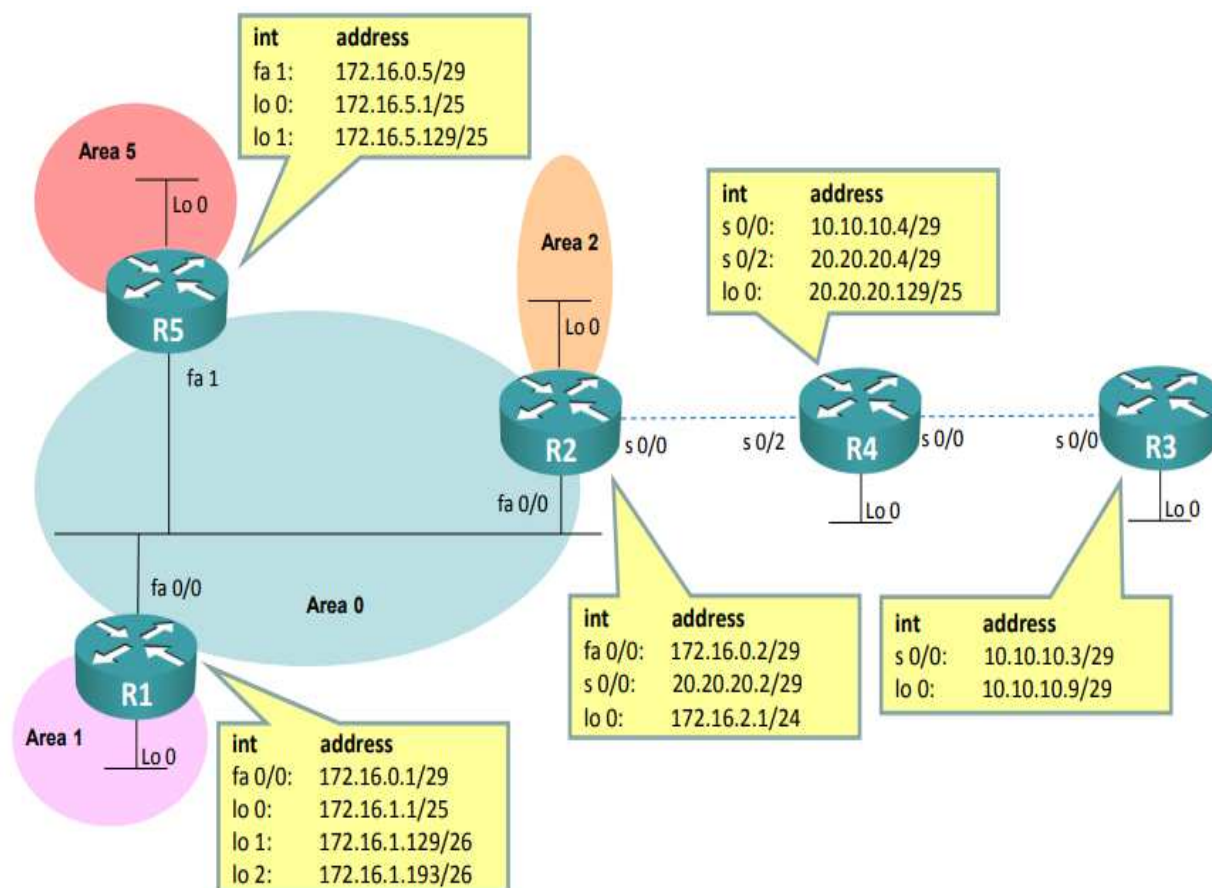 int address
fa 1: 172.16.0.5/29
lo 0: 172.16.5.1/25
lo 1: 172.16.5.129/25
Area 5
Lo 0
R5
fa 1
Area 2
Lo 0
R2
s 0/0
fa 0/0
int address
s 0/0: 10.10.10.4/29
s 0/2: 20.20.20.4/29
lo 0: 20.20.20.129/25
s 0/2
R4
s 0/0
Lo 0
s 0/0
R3
Lo 0
fa 0/0
Area 0
R1
Area 1
Lo 0
int address
fa 0/0: 172.16.0.1/29
lo 0: 172.16.1.1/25
lo 1: 172.16.1.129/26
lo 2: 172.16.1.193/26
int address
fa 0/0: 172.16.0.2/29
s 0/0: 20.20.20.2/29
lo 0: 172.16.2.1/24
int address
s 0/0: 10.10.10.3/29
lo 0: 10.10.10.9/29